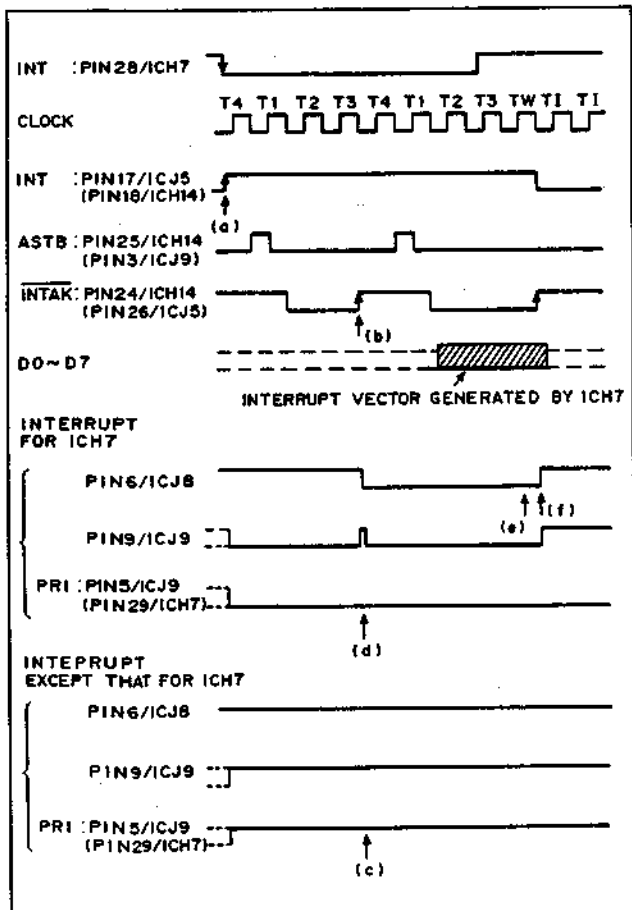 INT :PIN28/ICH7
T4 T1 T2 T3 T4 T1 T2 T3 TW TI TI
CLOCK
INT :PIN17/ICJ5
(PIN18/ICH14)
(a)
ASTB :PIN25/ICH14
(PIN3/ICJ9)
INTAK:PIN24/ICH14
(PIN26/ICJ5)
(b)
D0~D7
INTERRUPT VECTOR GENERATED BY ICH7
INTERRUPT
FOR ICH7
PIN6/ICJ8
(e) (f)
PIN9/ICJ9
PRI :PIN5/ICJ9
(PIN29/ICH7)
(d)
INTEPRUPT
EXCEPT THAT FOR ICH7
PIN6/ICJ8
PIN9/ICJ9
PRI :PIN5/ICJ9
(PIN29/ICH7)
(c)